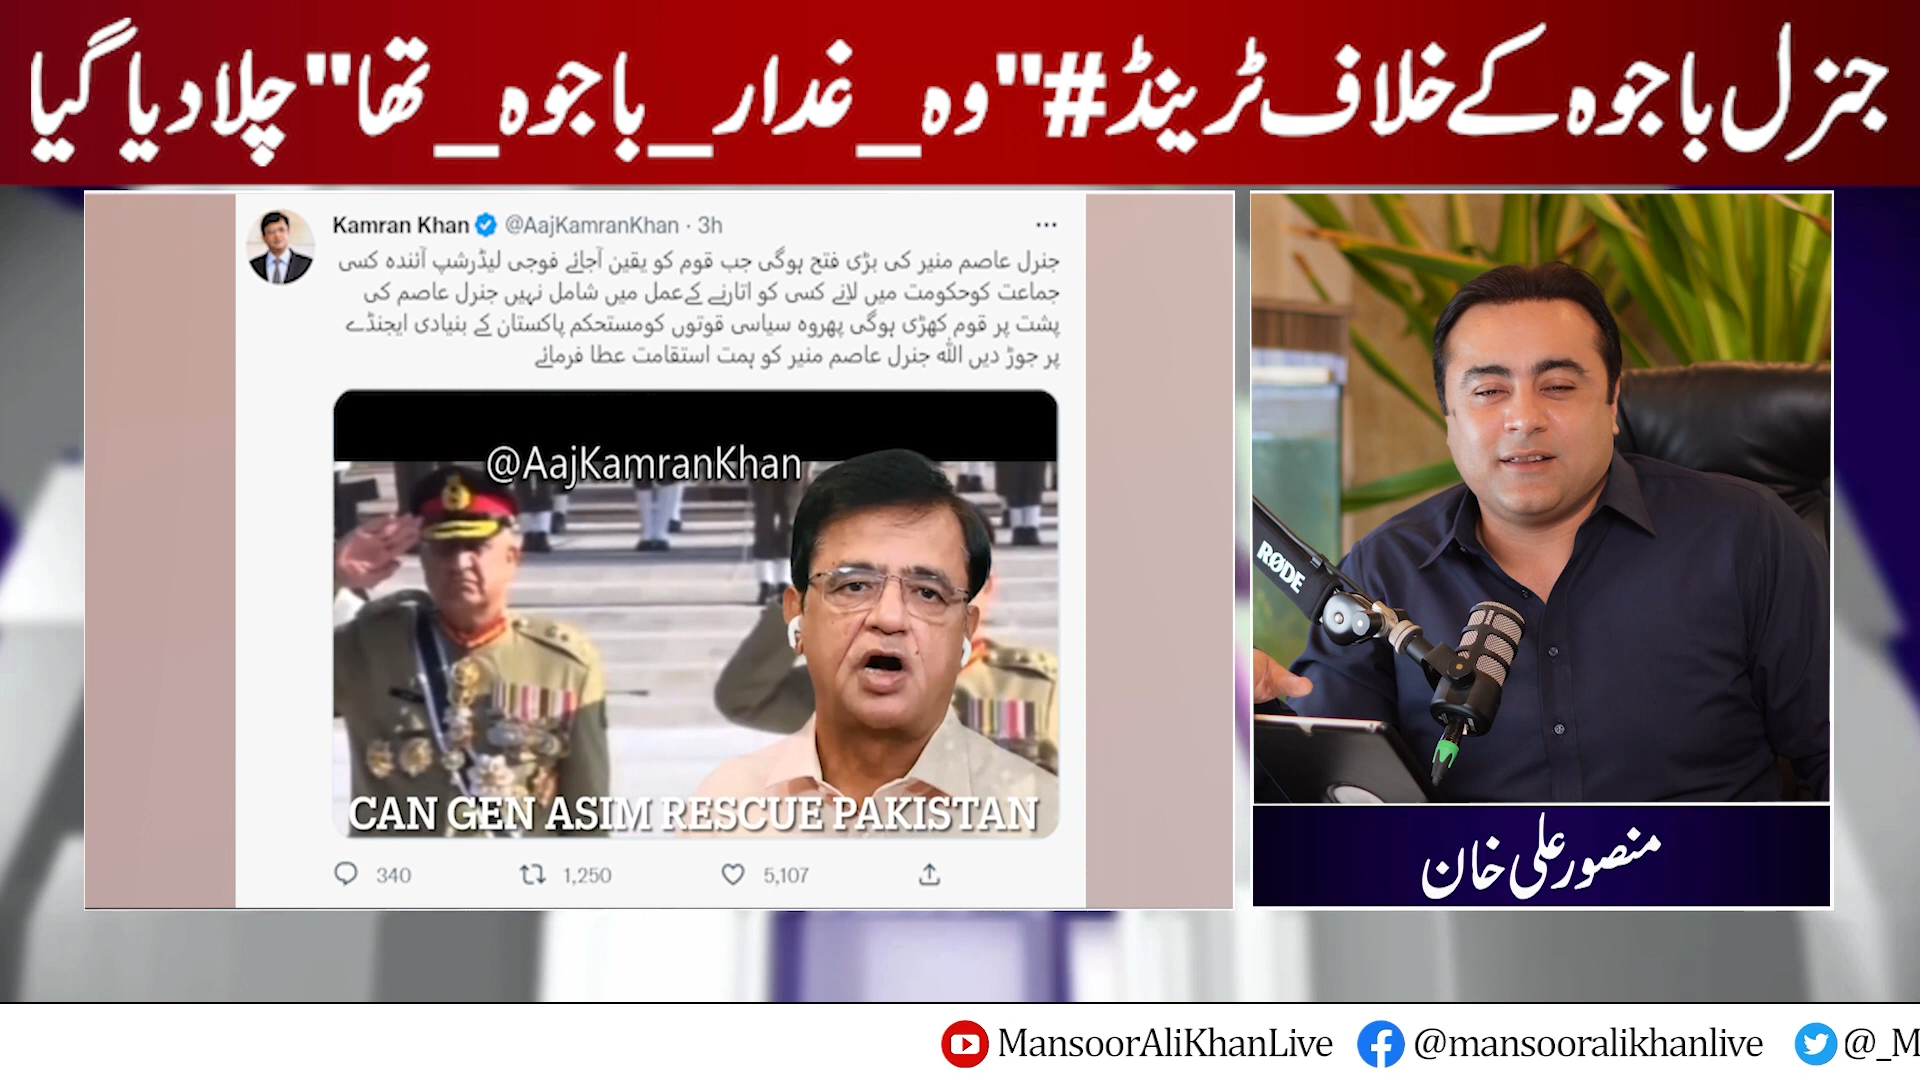 جنرل باجوہ کے خلاف ٹرینڈ #"وہ_غدار_باجوہ_تھا" چلا دیا گیا
Kamran Khan @AajKamranKhan · 3h
جنرل عاصم منیر کی بڑی فتح ہوگی جب قوم کو یقین آجائے فوجی لیڈرشپ آئندہ کسی
جماعت کوحکومت میں لانے کسی کو اتارنے کےعمل میں شامل نہیں جنرل عاصم کی
پشت پر قوم کھڑی ہوگی پھروہ سیاسی قوتوں کومستحکم پاکستان کے بنیادی ایجنڈے
پر جوڑ دیں اللہ جنرل عاصم منیر کو ہمت استقامت عطا فرمائے
@AajKamranKhan
CAN GEN ASIM RESCUE PAKISTAN
340 1,250 5,107
RØDE
منصور علی خان
MansoorAliKhanLive @mansooralikhanlive @_M